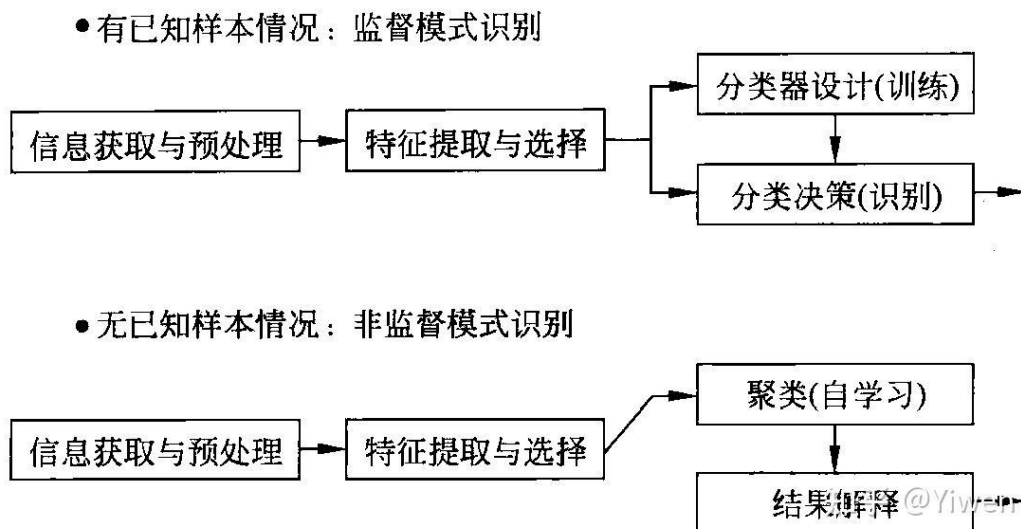 ●有已知样本情况：监督模式识别
分类器设计(训练)
信息获取与预处理
特征提取与选择
分类决策(识别)
●无已知样本情况：非监督模式识别
聚类(自学习)
信息获取与预处理
特征提取与选择
结果解释
@Yiwen